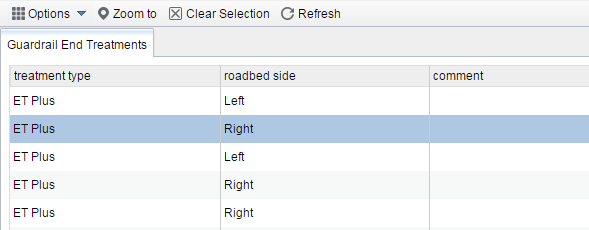 Options Zoom to Clear Selection Refresh
Guardrail End Treatments
treatment type roadbed side comment
ET Plus Left
ET Plus Right
ET Plus Left
ET Plus Right
ET Plus Right